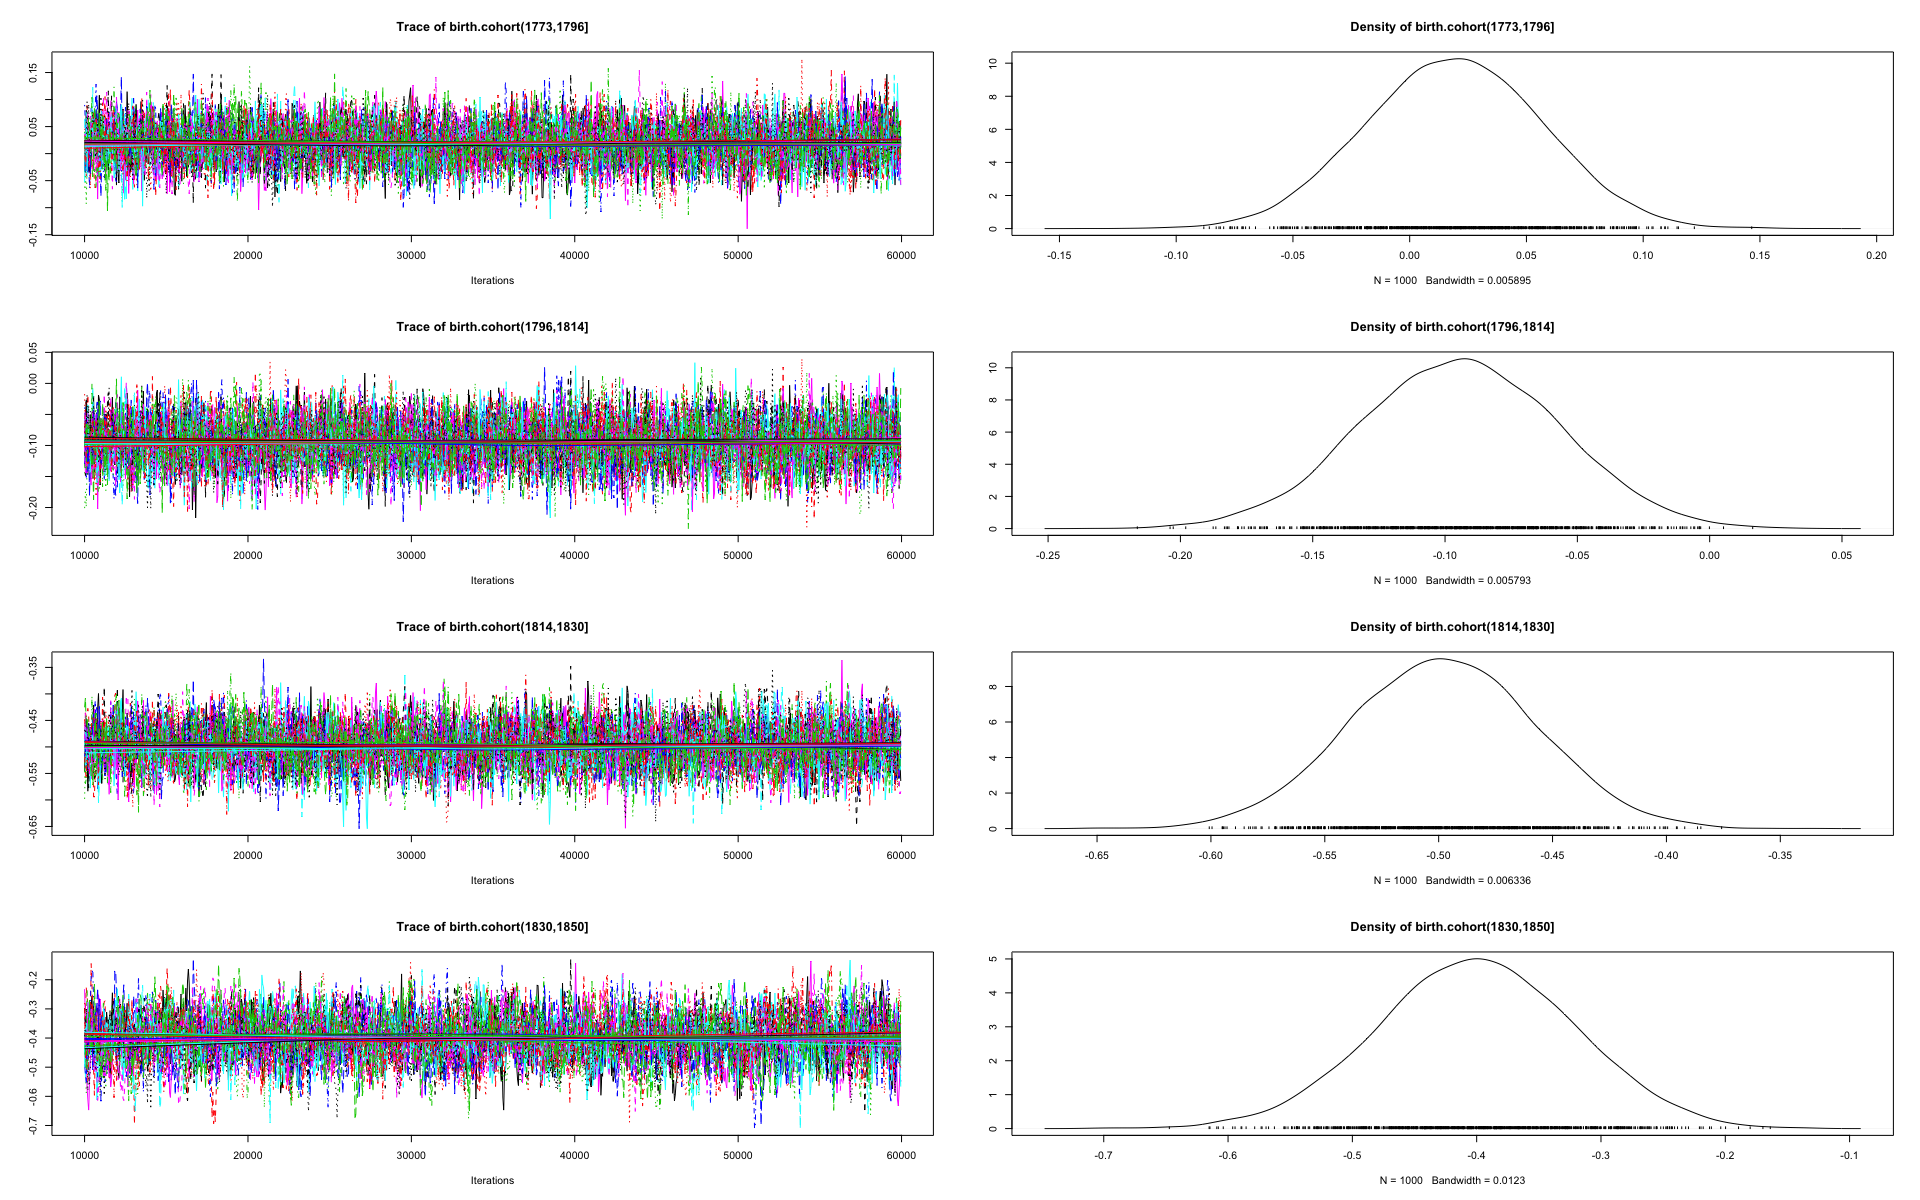 Trace of birth.cohort(1773,1796]
0.15
0.05
-0.05
-0.15
10000 20000 30000 40000 50000 60000
Iterations
Density of birth.cohort(1773,1796]
10
8
6
4
2
0
-0.15 -0.10 -0.05 0.00 0.05 0.10 0.15 0.20
N = 1000 Bandwidth = 0.005895
Trace of birth.cohort(1796,1814]
0.05
0.00
-0.10
-0.20
10000 20000 30000 40000 50000 60000
Iterations
Density of birth.cohort(1796,1814]
10
8
6
4
2
0
-0.25 -0.20 -0.15 -0.10 -0.05 0.00 0.05
N = 1000 Bandwidth = 0.005793
Trace of birth.cohort(1814,1830]
-0.35
-0.45
-0.55
-0.65
10000 20000 30000 40000 50000 60000
Iterations
Density of birth.cohort(1814,1830]
8
6
4
2
0
-0.65 -0.60 -0.55 -0.50 -0.45 -0.40 -0.35
N = 1000 Bandwidth = 0.006336
Trace of birth.cohort(1830,1850]
-0.2
-0.3
-0.4
-0.5
-0.6
-0.7
10000 20000 30000 40000 50000 60000
Iterations
Density of birth.cohort(1830,1850]
5
4
3
2
1
0
-0.7 -0.6 -0.5 -0.4 -0.3 -0.2 -0.1
N = 1000 Bandwidth = 0.0123